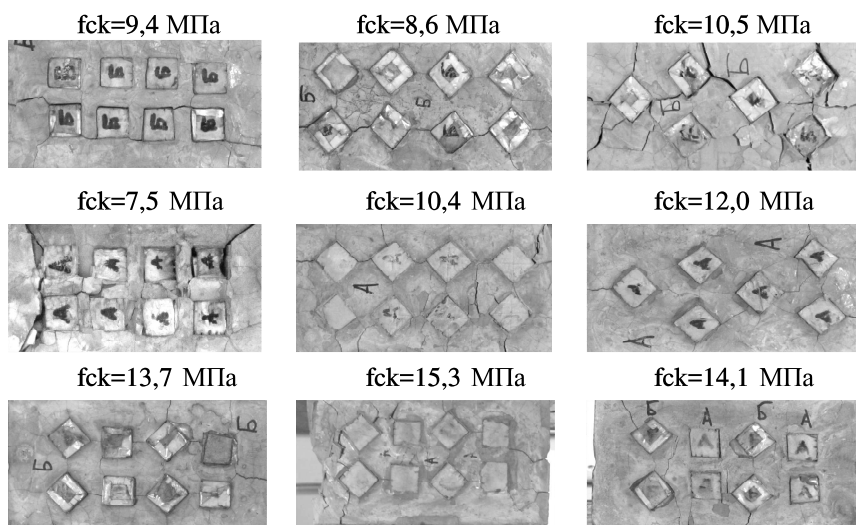 fck=9,4 МПа
fck=8,6 МПа
fck=10,5 МПа
Б Б Б Б
Б Б Б Б
Б
Б
Б
Б
fck=7,5 МПа
fck=10,4 МПа
fck=12,0 МПа
А А А А
А А А А
А
А
А
fck=13,7 МПа
fck=15,3 МПа
fck=14,1 МПа
Б
Б
А
Б А Б А